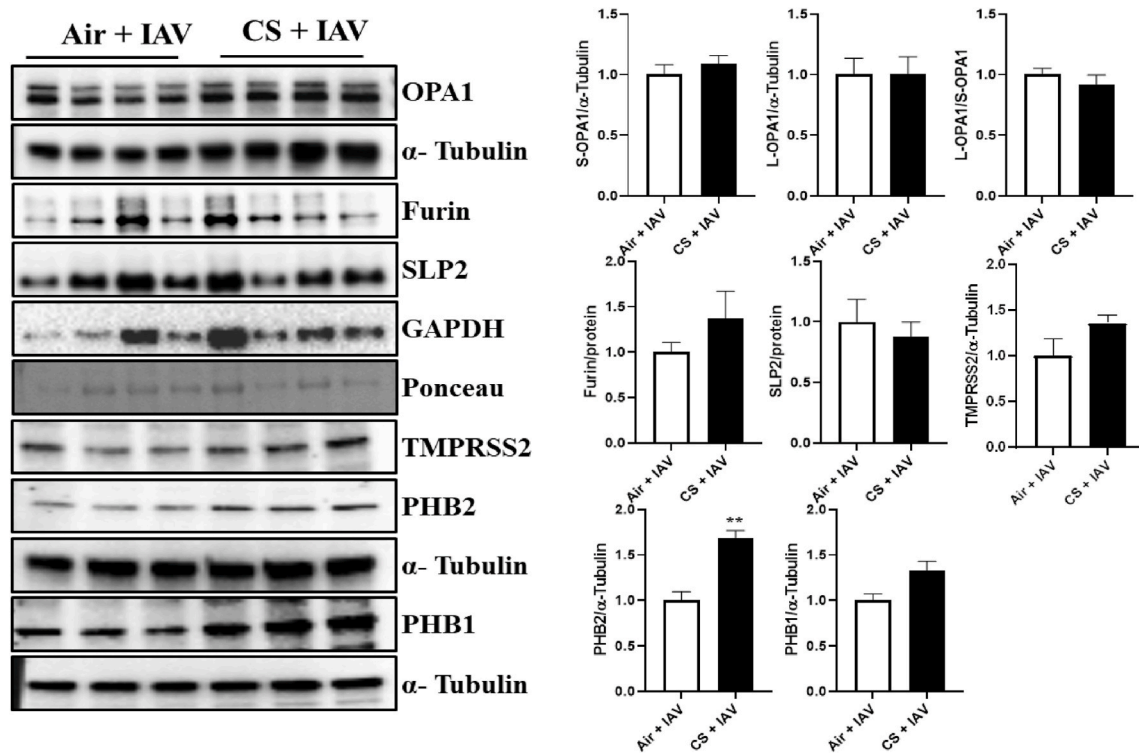 Air + IAV CS + IAV
OPA1
α- Tubulin
Furin
SLP2
GAPDH
Ponceau
TMPRSS2
PHB2
α- Tubulin
PHB1
α- Tubulin
S-OPA1/α-Tubulin
1.5
1.0
0.5
0.0
Air + IAV
CS + IAV
L-OPA1/α-Tubulin
1.5
1.0
0.5
0.0
Air + IAV
CS + IAV
L-OPA1/S-OPA1
1.5
1.0
0.5
0.0
Air + IAV
CS + IAV
Furin/protein
2.0
1.5
1.0
0.5
0.0
Air + IAV
CS + IAV
SLP2/protein
1.5
1.0
0.5
0.0
Air + IAV
CS + IAV
TMPRSS2/α-Tubulin
2.0
1.5
1.0
0.5
0.0
Air + IAV
CS + IAV
PHB2/α-Tubulin
2.0
1.5
1.0
0.5
0.0
**
Air + IAV
CS + IAV
PHB1/α-Tubulin
2.0
1.5
1.0
0.5
0.0
Air + IAV
CS + IAV